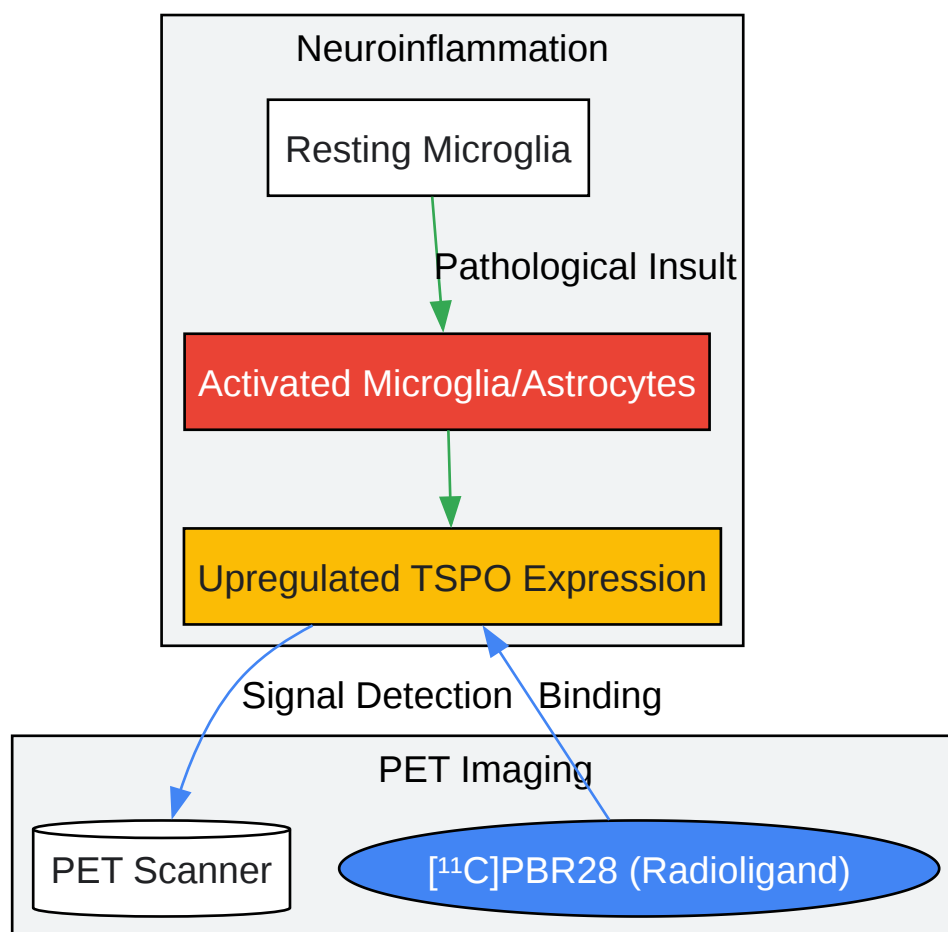 Neuroinflammation
Resting Microglia
Pathological Insult
Activated Microglia/Astrocytes
Upregulated TSPO Expression
Signal Detection
Binding
PET Imaging
PET Scanner
[¹¹C]PBR28 (Radioligand)